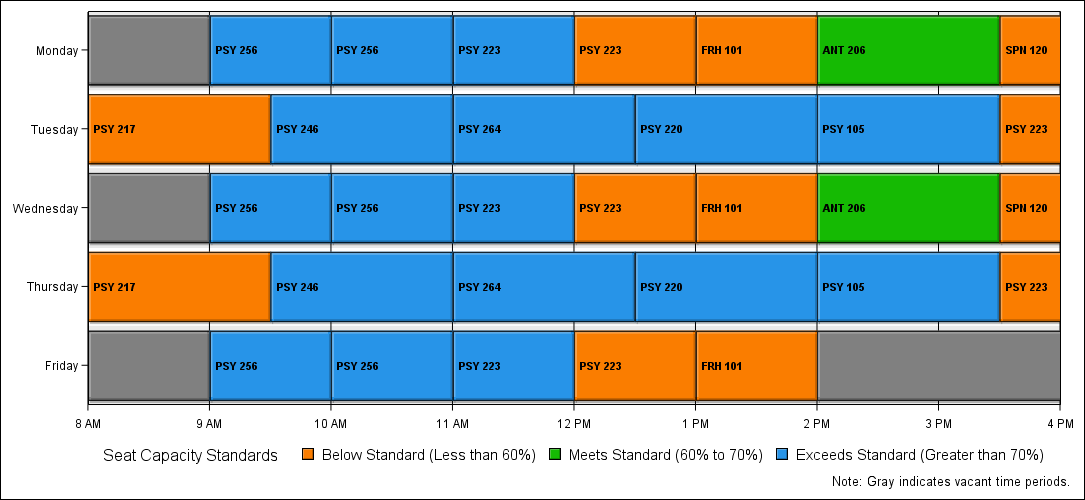 Monday PSY 256 PSY 256 PSY 223 PSY 223 FRH 101 ANT 206 SPN 120
Tuesday PSY 217 PSY 246 PSY 264 PSY 220 PSY 105 PSY 223
Wednesday PSY 256 PSY 256 PSY 223 PSY 223 FRH 101 ANT 206 SPN 120
Thursday PSY 217 PSY 246 PSY 264 PSY 220 PSY 105 PSY 223
Friday PSY 256 PSY 256 PSY 223 PSY 223 FRH 101
8 AM 9 AM 10 AM 11 AM 12 PM 1 PM 2 PM 3 PM 4 PM
Seat Capacity Standards Below Standard (Less than 60%) Meets Standard (60% to 70%) Exceeds Standard (Greater than 70%)
Note: Gray indicates vacant time periods.